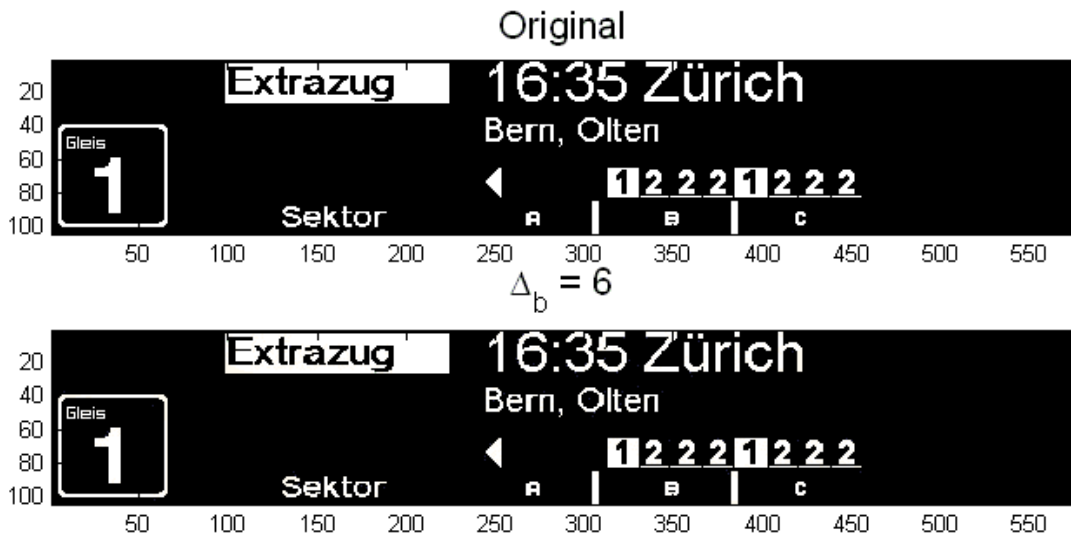 Original
20
40
60
80
100
Extrazug 16:35 Zürich
Bern, Olten
Gleis
1
1 2 2 2 1 2 2 2
Sektor A B C
50 100 150 200 250 300 350 400 450 500 550
Δb = 6
20
40
60
80
100
Extrazug 16:35 Zürich
Bern, Olten
Gleis
1
1 2 2 2 1 2 2 2
Sektor A B C
50 100 150 200 250 300 350 400 450 500 550